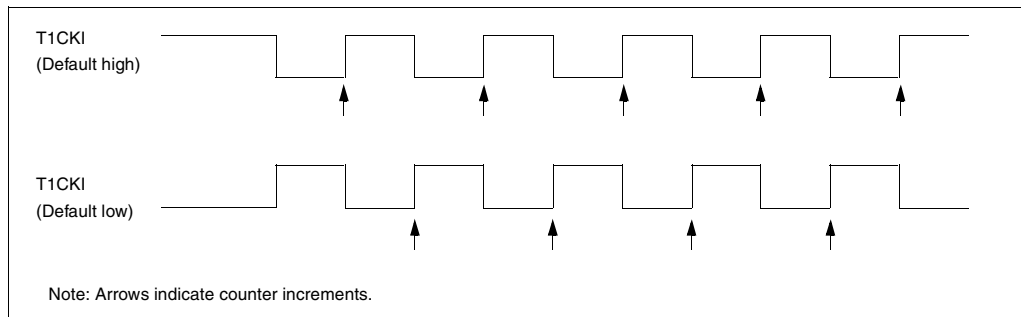 T1CKI
(Default high)
T1CKI
(Default low)
Note: Arrows indicate counter increments.